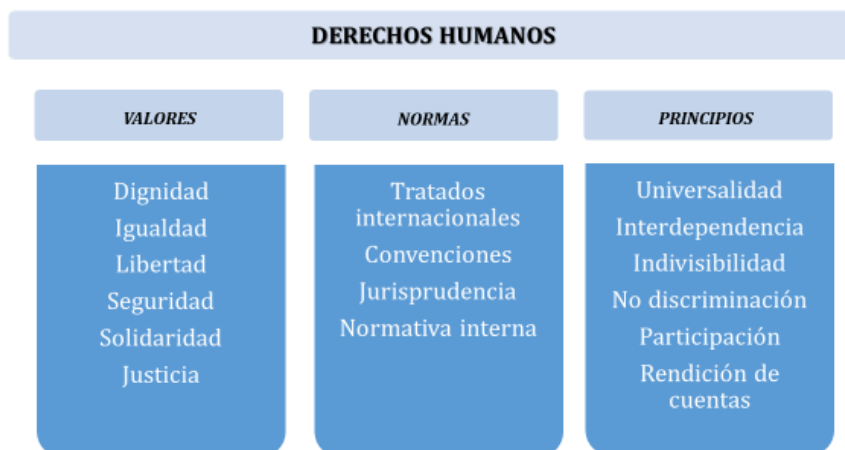 DERECHOS HUMANOS
VALORES
Dignidad
Igualdad
Libertad
Seguridad
Solidaridad
Justicia
NORMAS
Tratados
internacionales
Convenciones
Jurisprudencia
Normativa interna
PRINCIPIOS
Universalidad
Interdependencia
Indivisibilidad
No discriminación
Participación
Rendición de
cuentas